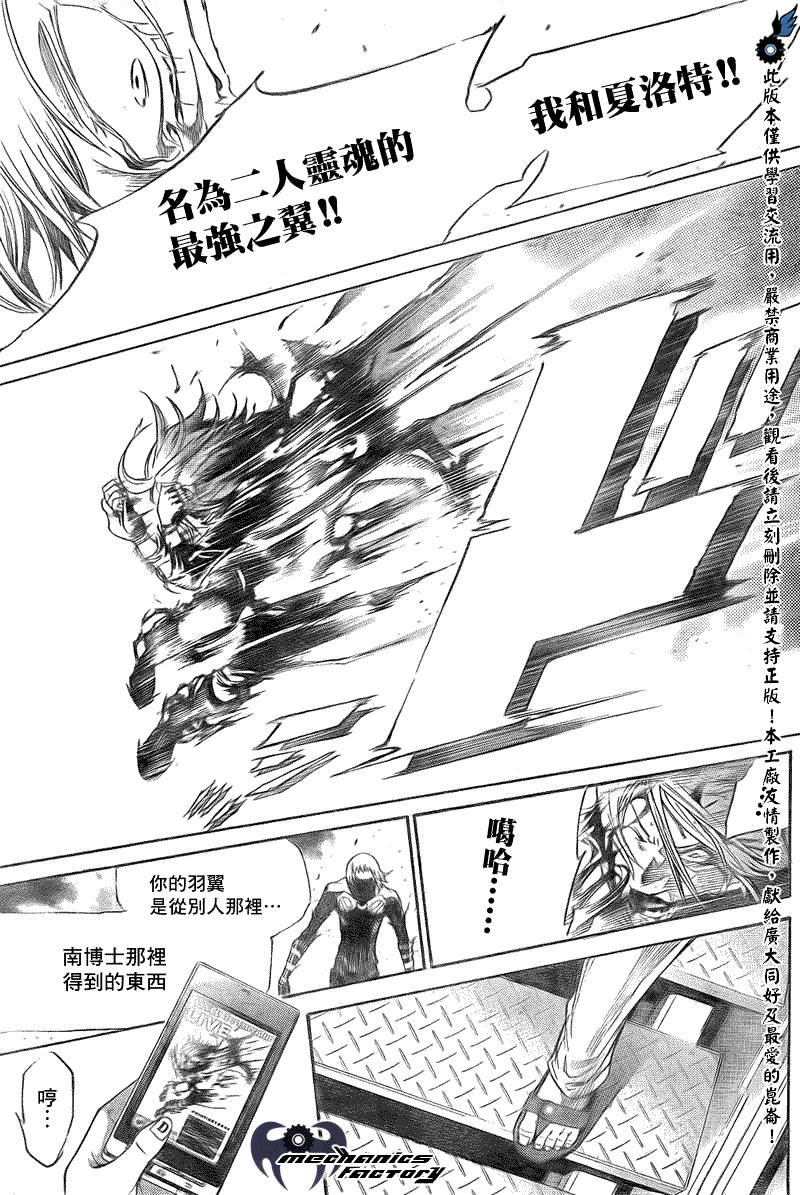 我和夏洛特!!
名為二人靈魂的
最強之翼!!
……
噶哈……
你的羽翼
是從別人那裡…
南博士那裡
得到的東西
LIVE
D
哼…
mechanics
Factory
此版本僅供學習交流用，嚴禁商業用途，觀看後請立刻刪除並請支持正版！本工廠友情製作，獻給廣大同好及最愛的崑崙！